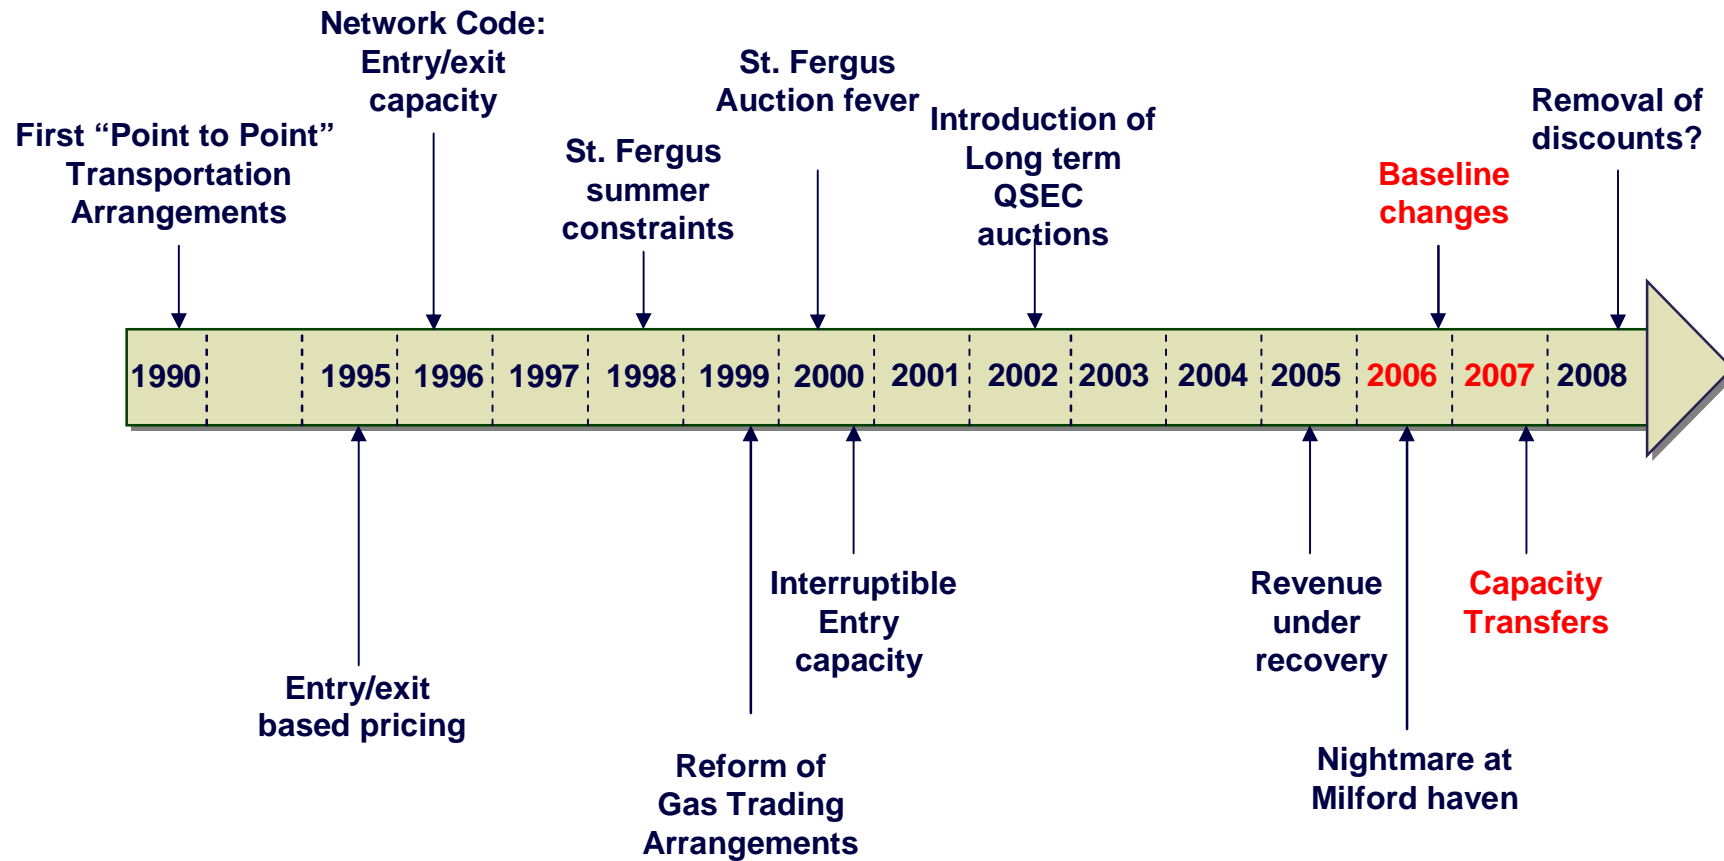 Network Code:
Entry/exit
capacity
First “Point to Point”
Transportation
Arrangements
St. Fergus
summer
constraints
St. Fergus
Auction fever
Introduction of
Long term
QSEC
auctions
Baseline
changes
Removal of
discounts?
1990 1995 1996 1997 1998 1999 2000 2001 2002 2003 2004 2005 2006 2007 2008
Entry/exit
based pricing
Reform of
Gas Trading
Arrangements
Interruptible
Entry
capacity
Revenue
under
recovery
Nightmare at
Milford haven
Capacity
Transfers